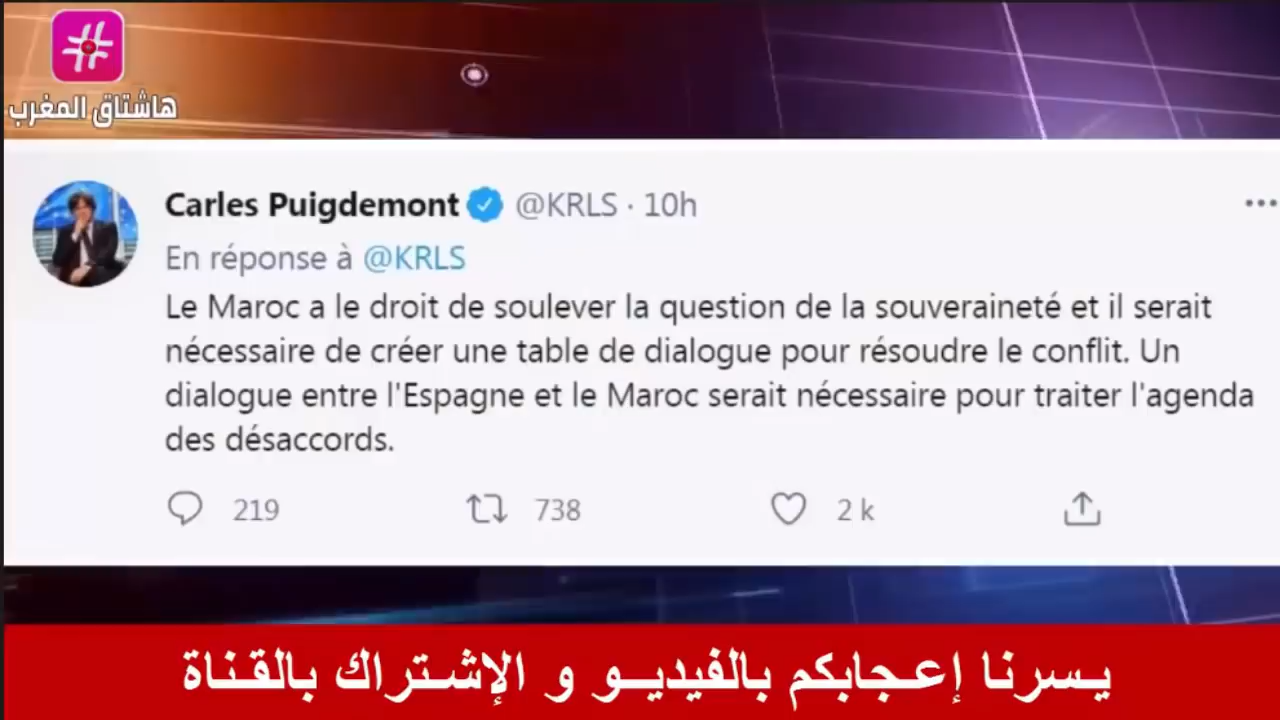 هاشتاق المغرب
Carles Puigdemont @KRLS · 10h
En réponse à @KRLS
Le Maroc a le droit de soulever la question de la souveraineté et il serait
nécessaire de créer une table de dialogue pour résoudre le conflit. Un
dialogue entre l'Espagne et le Maroc serait nécessaire pour traiter l'agenda
des désaccords.
219 738 2 k
يسرنا إعجابكم بالفيديو و الإشتراك بالقناة